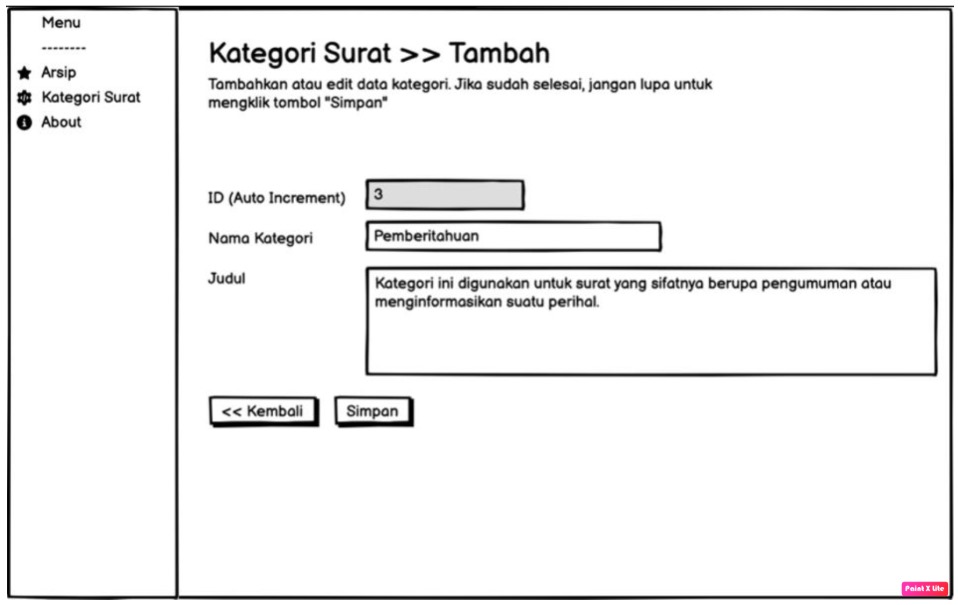 Menu
--------
Arsip
Kategori Surat
About
Kategori Surat >> Tambah
Tambahkan atau edit data kategori. Jika sudah selesai, jangan lupa untuk
mengklik tombol "Simpan"
ID (Auto Increment)
3
Nama Kategori
Pemberitahuan
Judul
Kategori ini digunakan untuk surat yang sifatnya berupa pengumuman atau
menginformasikan suatu perihal.
<< Kembali
Simpan
Paint X Lite